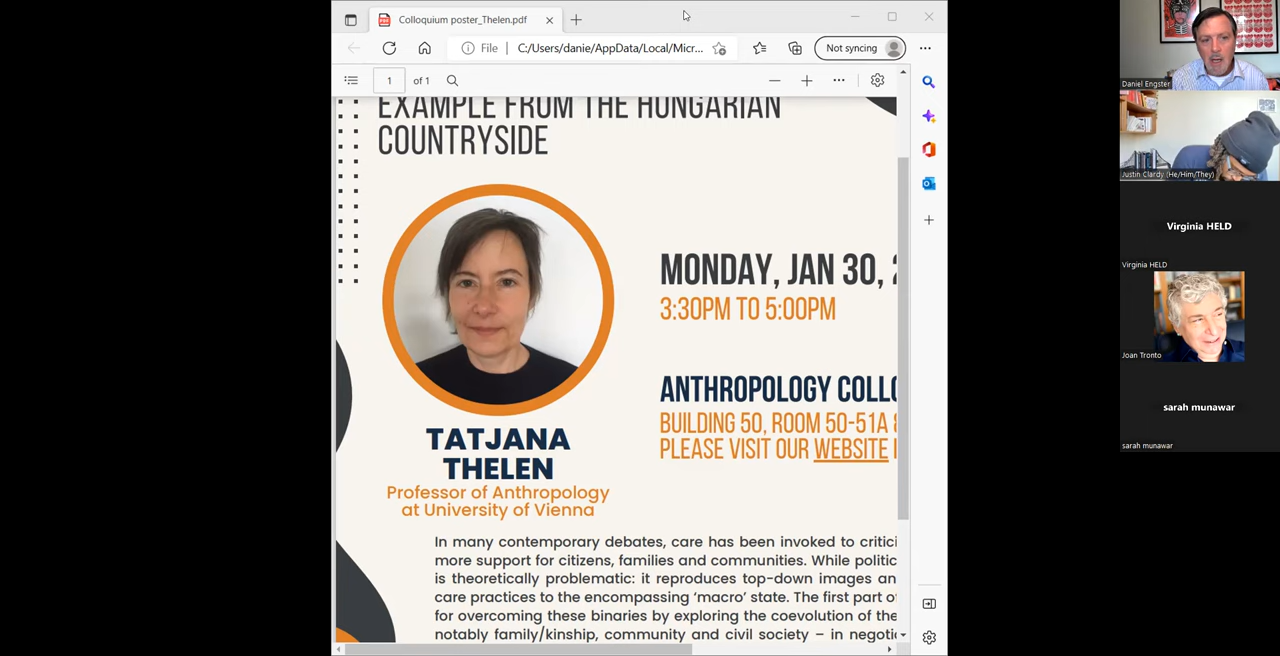 Colloquium poster_Thelen.pdf
File
C:/Users/danie/AppData/Local/Micr...
Not syncing
1
of 1
EXAMPLE FROM THE HUNGARIAN
COUNTRYSIDE
MONDAY, JAN 30,
3:30PM TO 5:00PM
ANTHROPOLOGY COLLO
BUILDING 50, ROOM 50-51A
PLEASE VISIT OUR WEBSITE
TATJANA
THELEN
Professor of Anthropology
at University of Vienna
In many contemporary debates, care has been invoked to critici
more support for citizens, families and communities. While politic
is theoretically problematic: it reproduces top-down images an
care practices to the encompassing ‘macro’ state. The first part of
for overcoming these binaries by exploring the coevolution of the
notably family/kinship, community and civil society – in negoti
Daniel Engster
Justin Clardy (He/Him/They)
Virginia HELD
Virginia HELD
Joan Tronto
sarah munawar
sarah munawar